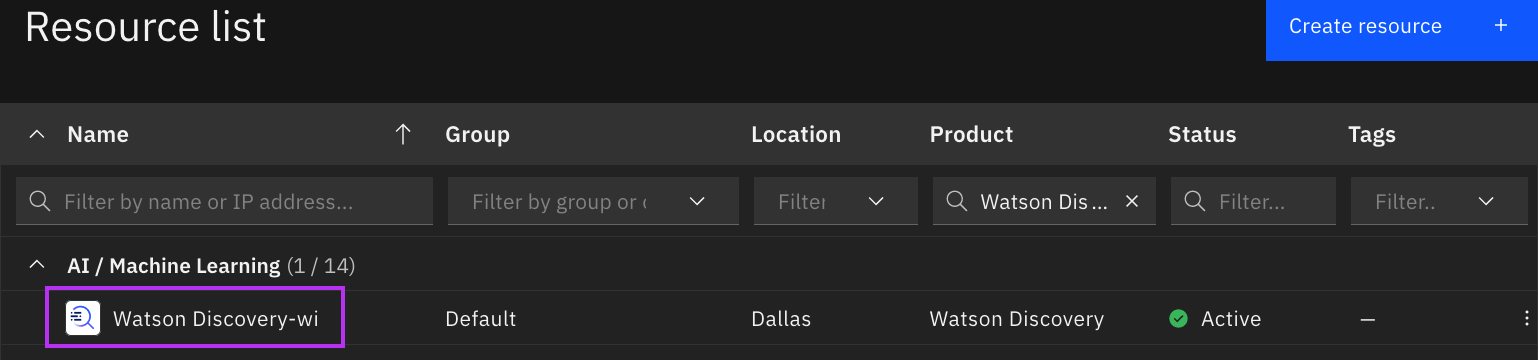 Resource list
Create resource +
Name Group Location Product Status Tags
Filter by name or IP address... Filter by group or Filter Watson Dis... Filter... Filter..
AI / Machine Learning (1 / 14)
Watson Discovery-wi Default Dallas Watson Discovery Active –